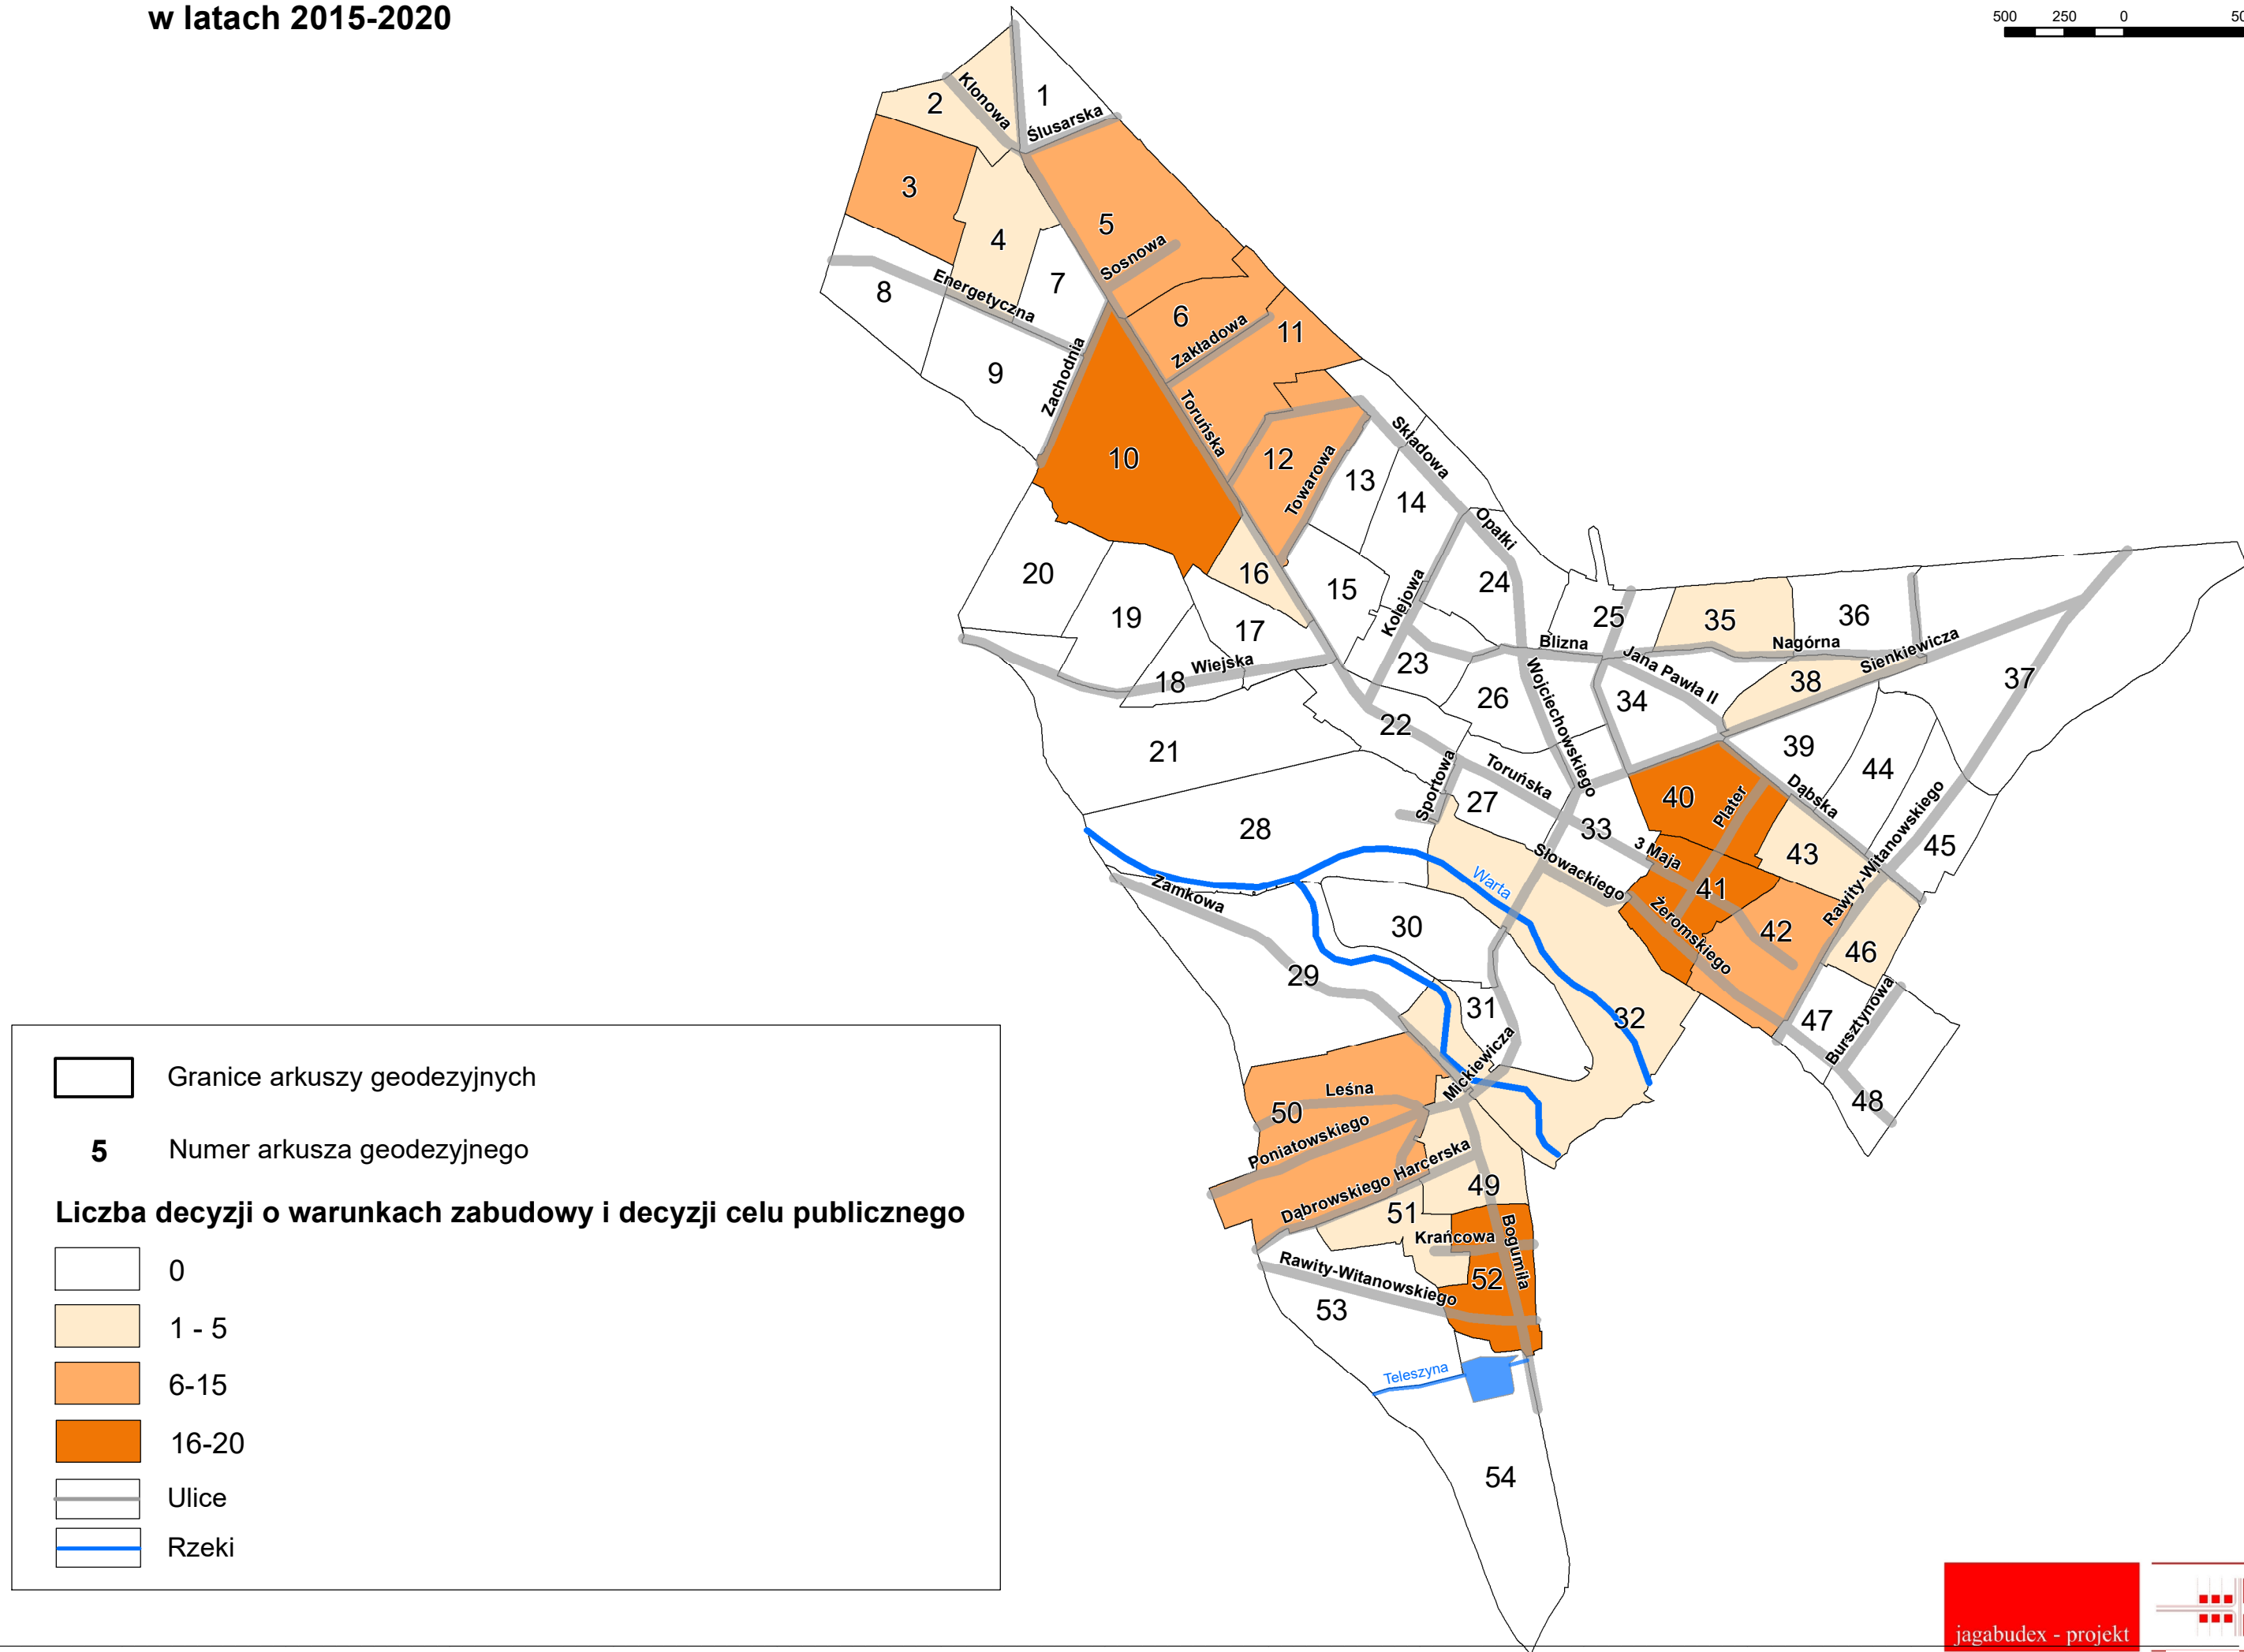 w latach 2015-2020
500 250 0
1
2
Klonowa
Ślusarska
3
4
5
Sosnowa
6
7
8
Energetyczna
Zakładowa
11
9
Zachodnia
10
Toruńska
12
Towarowa
13
14
Składowa
Opałki
15
16
17
18
Wiejska
19
20
21
22
23
Kolejowa
24
25
Blizna
26
Wojciechowskiego
34
Jana Pawła II
35
Nagórna
36
Sienkiewicza
37
38
39
44
Dąbska
Rawity-Witanowskiego
45
Sportowa
Toruńska
27
28
33
3 Maja
40
Plater
43
41
42
46
Słowackiego
Żeromskiego
Warta
Zamkowa
29
30
31
32
Mickiewicza
47
Bursztynowa
48
Leśna
50
Poniatowskiego
Dąbrowskiego
Harcerska
49
51
Krańcowa
Bogumiła
52
Rawity-Witanowskiego
53
Teleszyna
54
Granice arkuszy geodezyjnych
5 Numer arkusza geodezyjnego
Liczba decyzji o warunkach zabudowy i decyzji celu publicznego
0
1 - 5
6-15
16-20
Ulice
Rzeki
jagabudex - projekt